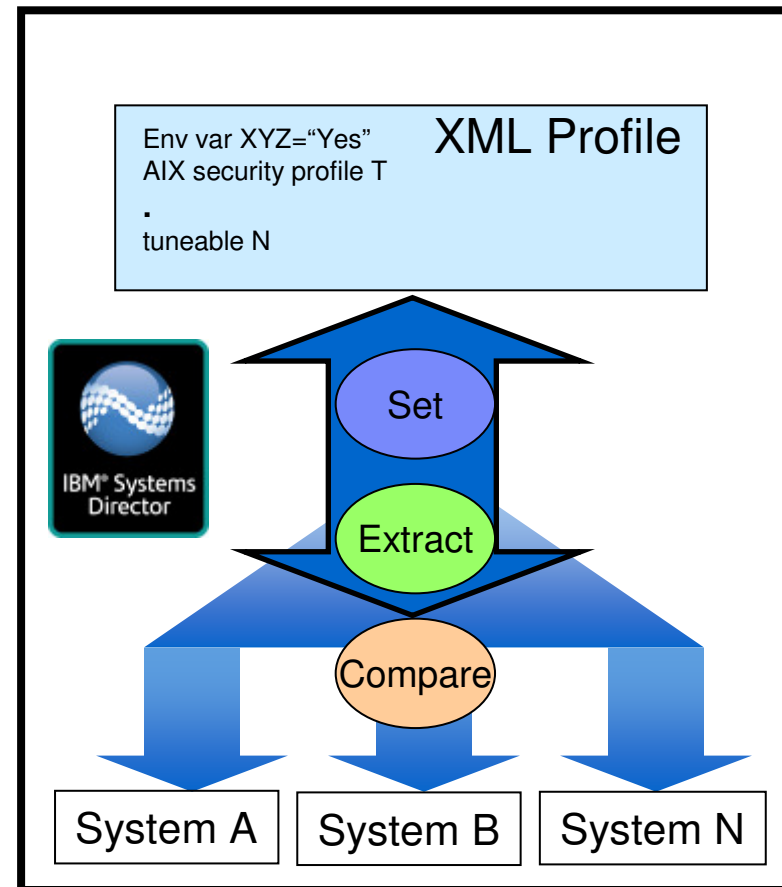 XML Profile
Env var XYZ=“Yes”
AIX security profile T
.
tuneable N
Set
IBM® Systems
Director
Extract
Compare
System A
System B
System N